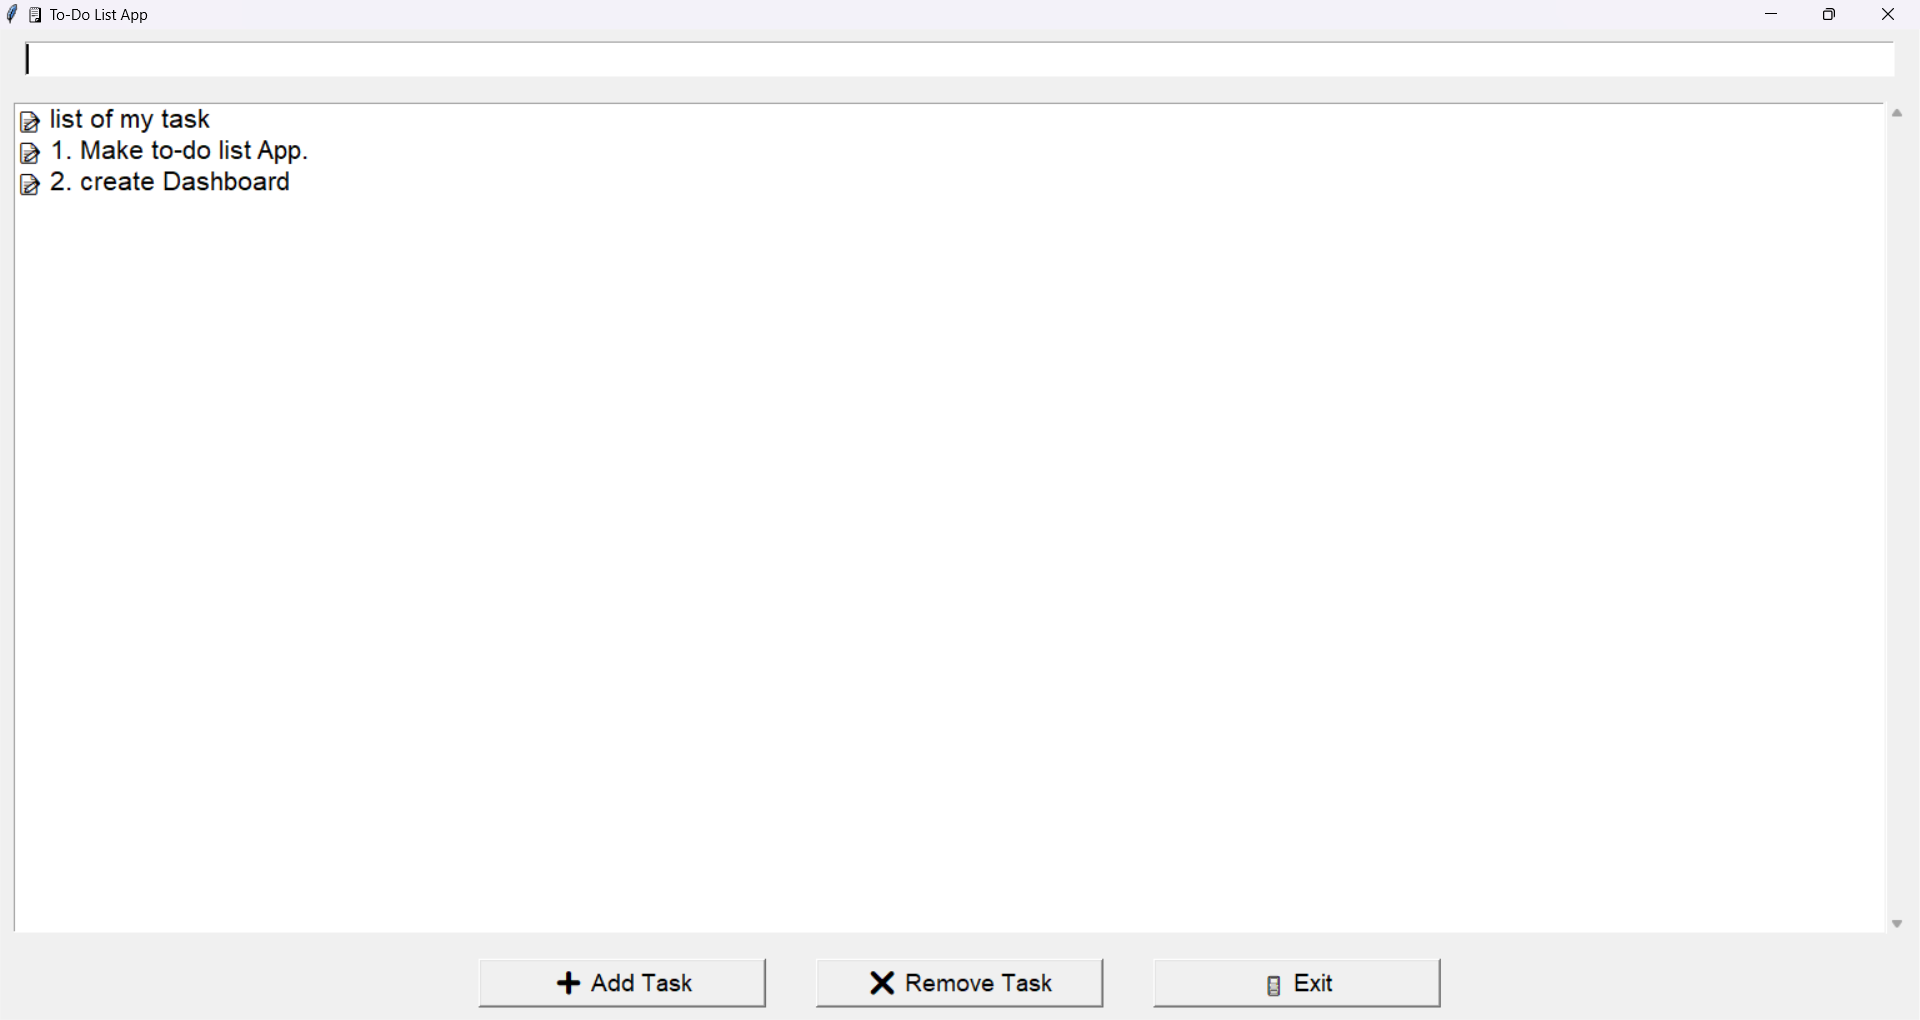 To-Do List App
list of my task
1. Make to-do list App.
2. create Dashboard
Add Task
Remove Task
Exit